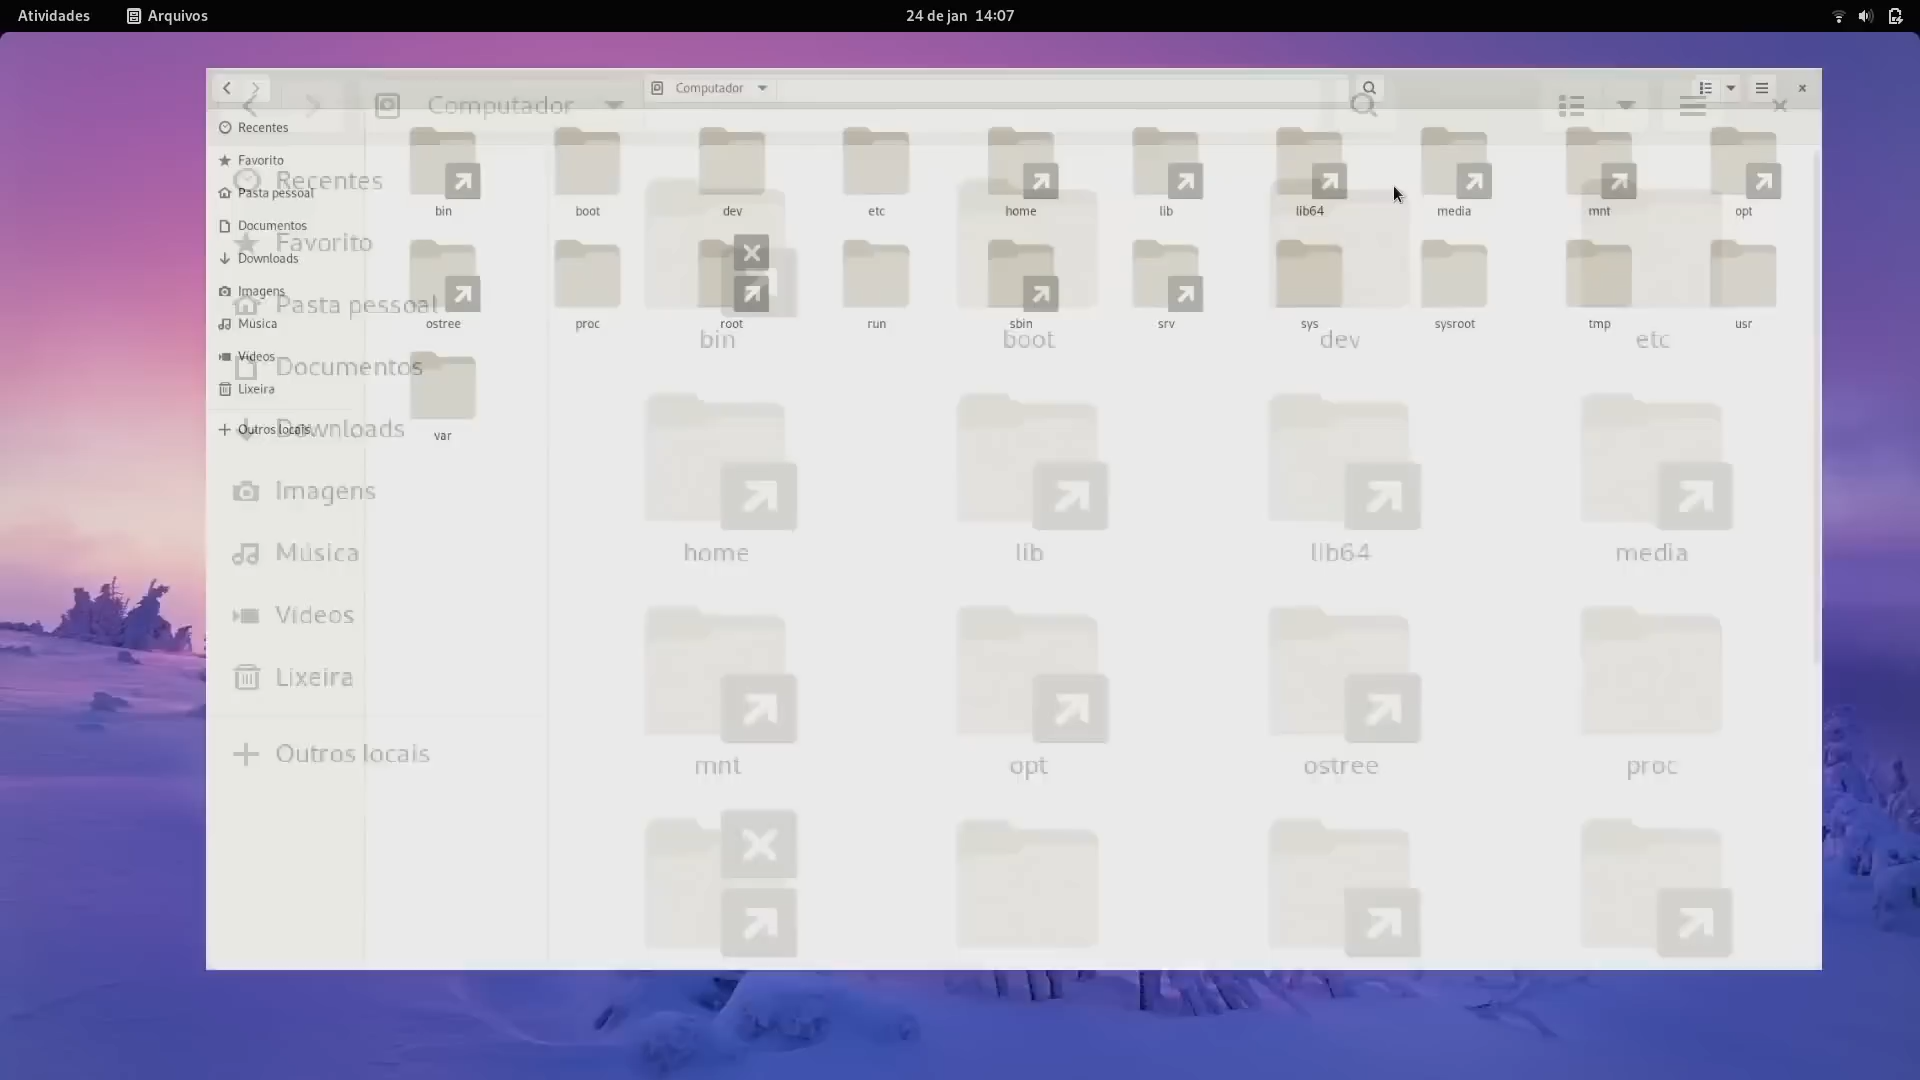 Atividades Arquivos 24 de jan 14:07
Computador
Computador
Recentes
Favorito
Pasta pessoal
Documentos
Downloads
Imagens
Música
Vídeos
Lixeira
Outros locais
bin boot dev etc home lib lib64 media mnt opt
ostree proc root run sbin srv sys sysroot tmp usr
var
Recentes
Favorito
Pasta pessoal
Documentos
Downloads
Imagens
Música
Vídeos
Lixeira
Outros locais
bin boot dev etc
home lib lib64 media
mnt opt ostree proc